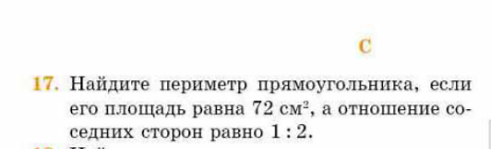 С
17. Найдите периметр прямоугольника, если
его площадь равна 72 см², а отношение со-
седних сторон равно 1 : 2.